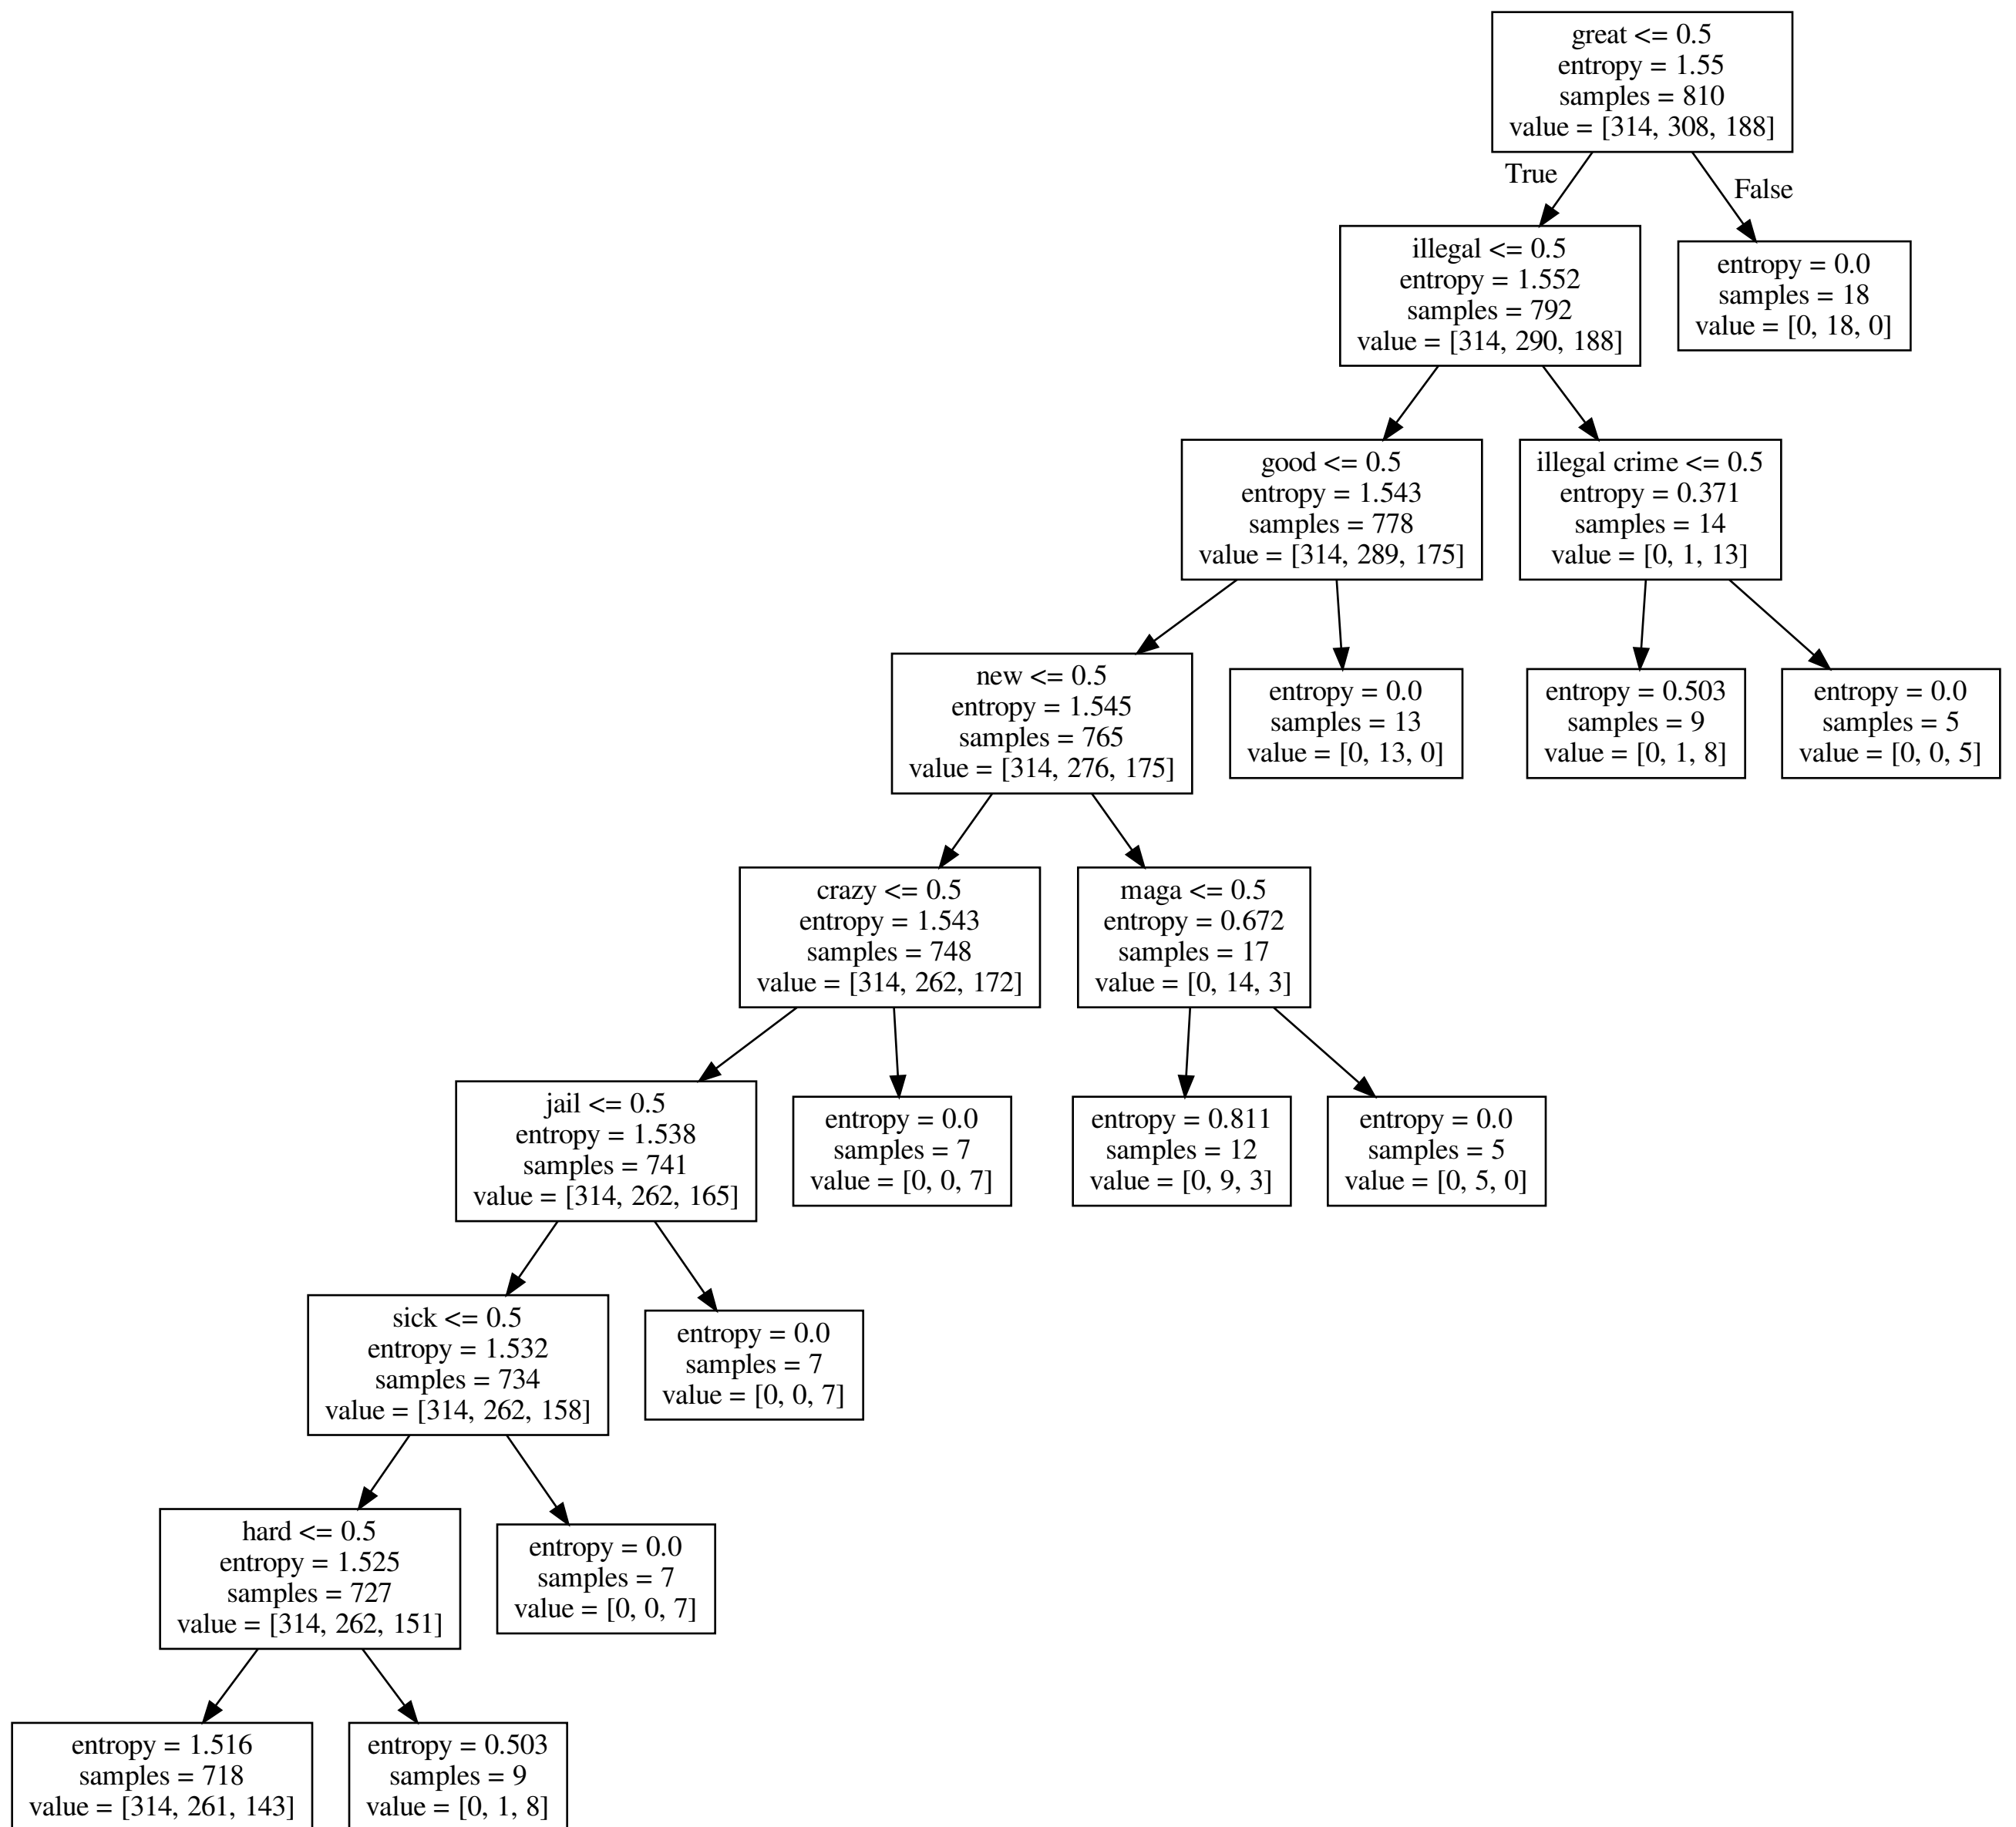 great <= 0.5
entropy = 1.55
samples = 810
value = [314, 308, 188]
True
False
illegal <= 0.5
entropy = 1.552
samples = 792
value = [314, 290, 188]
entropy = 0.0
samples = 18
value = [0, 18, 0]
good <= 0.5
entropy = 1.543
samples = 778
value = [314, 289, 175]
illegal crime <= 0.5
entropy = 0.371
samples = 14
value = [0, 1, 13]
new <= 0.5
entropy = 1.545
samples = 765
value = [314, 276, 175]
entropy = 0.0
samples = 13
value = [0, 13, 0]
entropy = 0.503
samples = 9
value = [0, 1, 8]
entropy = 0.0
samples = 5
value = [0, 0, 5]
crazy <= 0.5
entropy = 1.543
samples = 748
value = [314, 262, 172]
maga <= 0.5
entropy = 0.672
samples = 17
value = [0, 14, 3]
jail <= 0.5
entropy = 1.538
samples = 741
value = [314, 262, 165]
entropy = 0.0
samples = 7
value = [0, 0, 7]
entropy = 0.811
samples = 12
value = [0, 9, 3]
entropy = 0.0
samples = 5
value = [0, 5, 0]
sick <= 0.5
entropy = 1.532
samples = 734
value = [314, 262, 158]
entropy = 0.0
samples = 7
value = [0, 0, 7]
hard <= 0.5
entropy = 1.525
samples = 727
value = [314, 262, 151]
entropy = 0.0
samples = 7
value = [0, 0, 7]
entropy = 1.516
samples = 718
value = [314, 261, 143]
entropy = 0.503
samples = 9
value = [0, 1, 8]